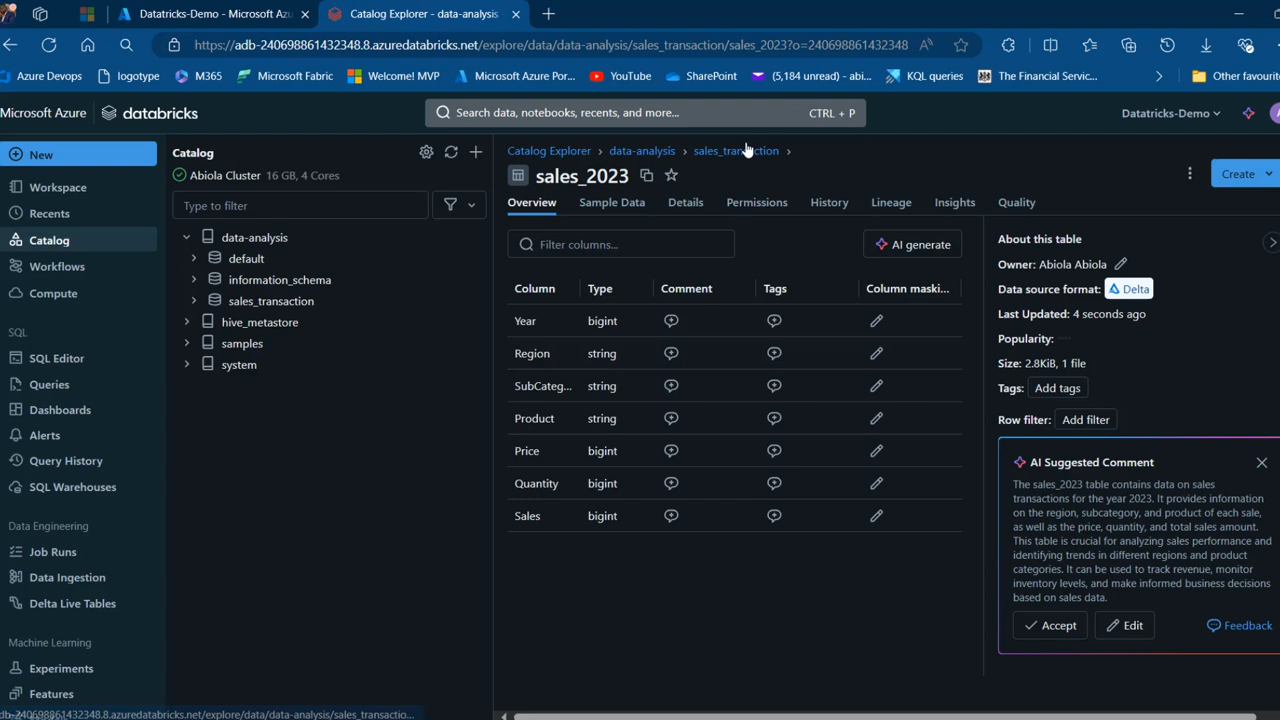 Datatricks-Demo - Microsoft Azu
Catalog Explorer - data-analysis
https://adb-240698861432348.8.azuredatabricks.net/explore/data/data-analysis/sales_transaction/sales_2023?o=240698861432348
Azure Devops
logotype
M365
Microsoft Fabric
Welcome! MVP
Microsoft Azure Por...
YouTube
SharePoint
(5,184 unread) - abi...
KQL queries
The Financial Servic...
Other favourite
Microsoft Azure
databricks
Search data, notebooks, recents, and more...
CTRL + P
Datatricks-Demo
New
Workspace
Recents
Catalog
Workflows
Compute
SQL
SQL Editor
Queries
Dashboards
Alerts
Query History
SQL Warehouses
Data Engineering
Job Runs
Data Ingestion
Delta Live Tables
Machine Learning
Experiments
Features
adb-240698861432348.8.azuredatabricks.net/explore/data/data-analysis/sales_transactio...
Catalog
Abiola Cluster 16 GB, 4 Cores
Type to filter
data-analysis
default
information_schema
sales_transaction
hive_metastore
samples
system
Catalog Explorer > data-analysis > sales_transaction >
sales_2023
Create
Overview Sample Data Details Permissions History Lineage Insights Quality
Filter columns...
AI generate
Column Type Comment Tags Column maski...
Year bigint
Region string
SubCateg... string
Product string
Price bigint
Quantity bigint
Sales bigint
About this table
Owner: Abiola Abiola
Data source format: Delta
Last Updated: 4 seconds ago
Popularity:
Size: 2.8KiB, 1 file
Tags: Add tags
Row filter: Add filter
AI Suggested Comment
The sales_2023 table contains data on sales
transactions for the year 2023. It provides information
on the region, subcategory, and product of each sale,
as well as the price, quantity, and total sales amount.
This table is crucial for analyzing sales performance and
identifying trends in different regions and product
categories. It can be used to track revenue, monitor
inventory levels, and make informed business decisions
based on sales data.
Accept
Edit
Feedback